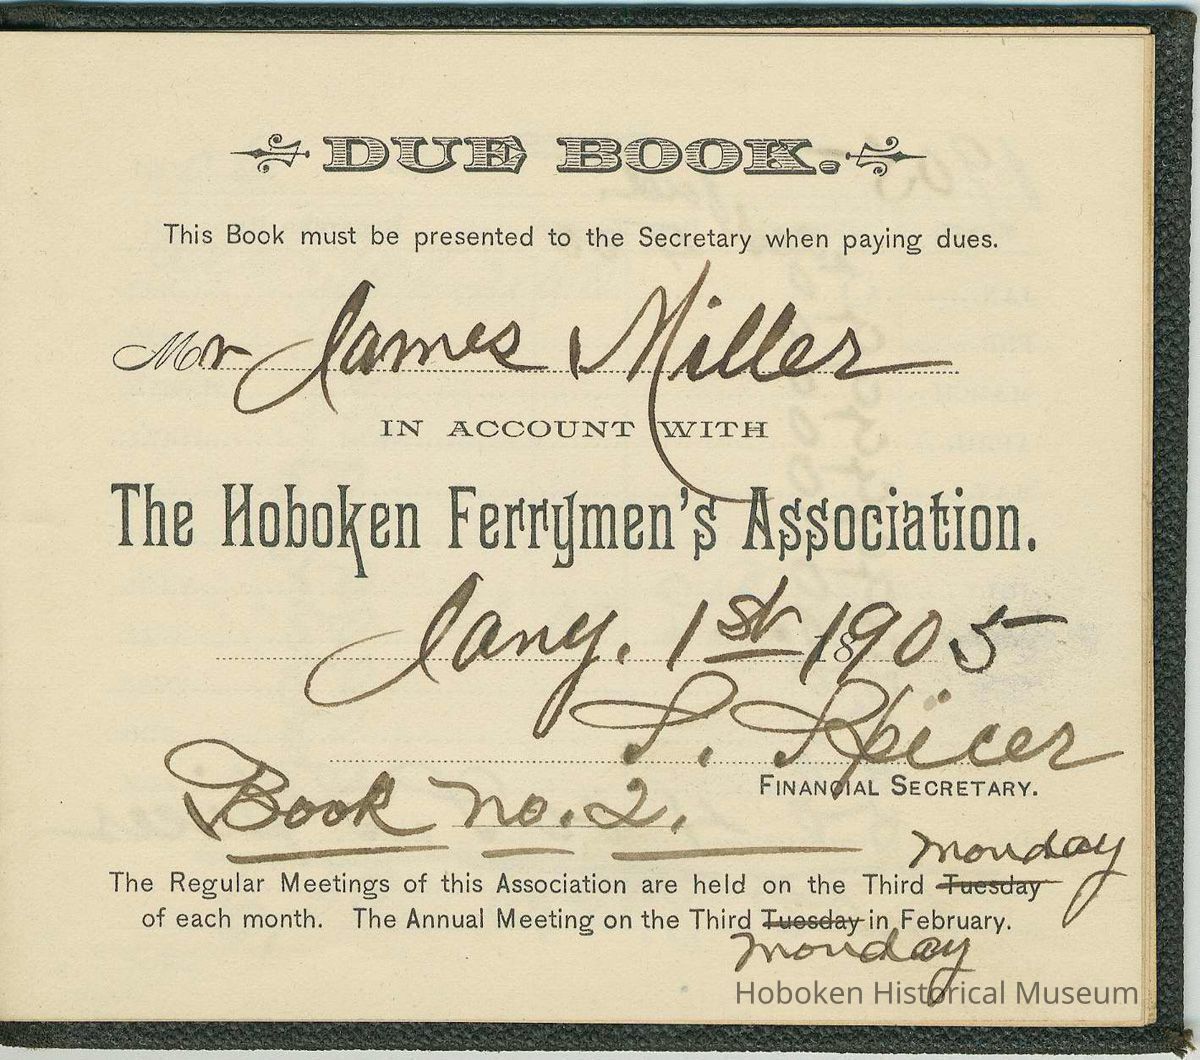 DUE BOOK.
This Book must be presented to the Secretary when paying dues.
Mr James Miller
IN ACCOUNT WITH
The Hoboken Ferrymen's Association.
Jany. 1st 18 1905
S. Spicer
FINANCIAL SECRETARY.
Book no. 2.
monday
The Regular Meetings of this Association are held on the Third Tuesday
of each month. The Annual Meeting on the Third Tuesday in February.
monday
Hoboken Historical Museum